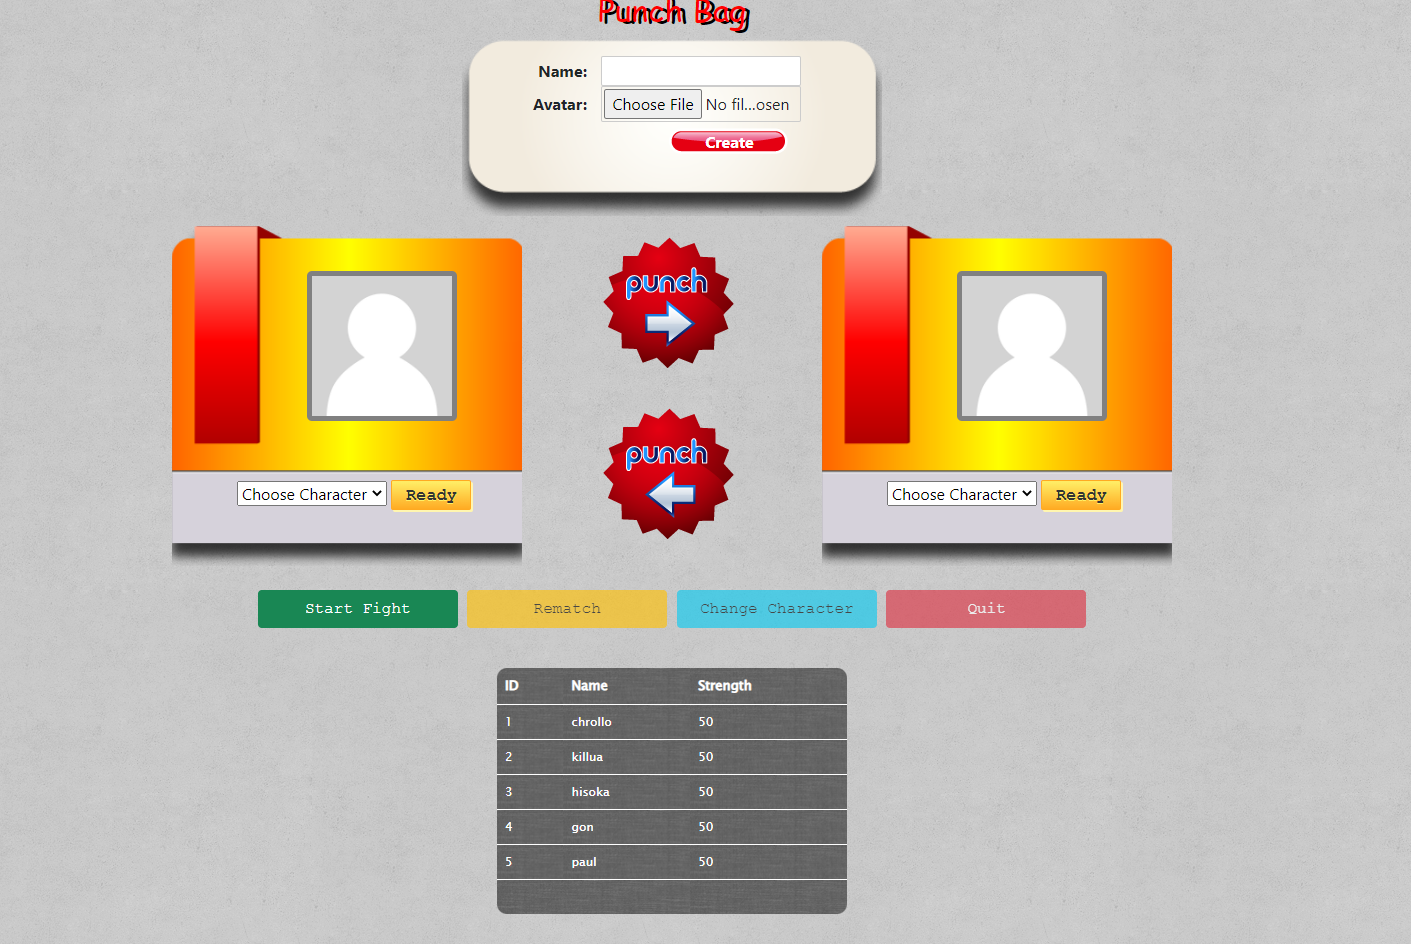 Punch Bag
Name:
Avatar: Choose File No fil...osen
Create
punch
punch
Choose Character Ready
Choose Character Ready
Start Fight Rematch Change Character Quit
ID Name Strength
1 chrollo 50
2 killua 50
3 hisoka 50
4 gon 50
5 paul 50